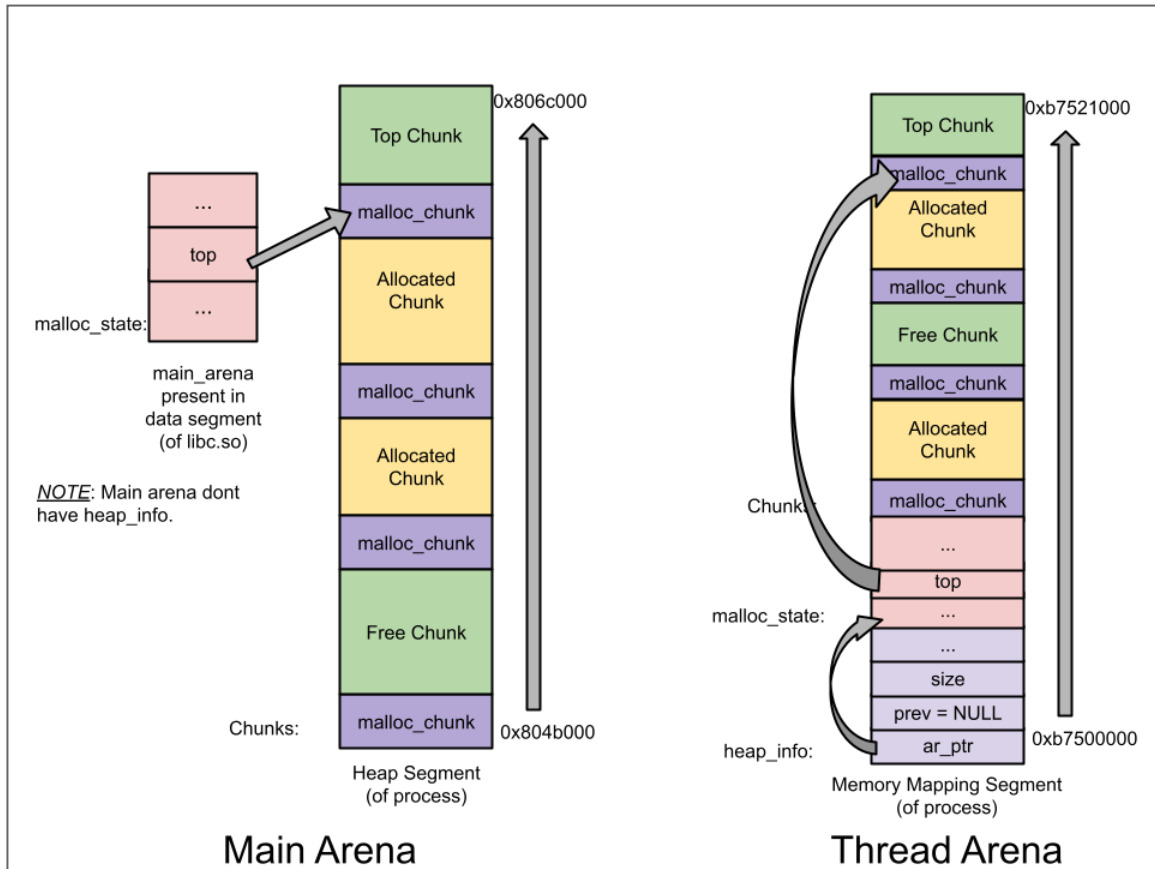 0x806c000
Top Chunk
malloc_chunk
...
top
...
malloc_state:
main_arena
present in
data segment
(of libc.so)
NOTE: Main arena dont
have heap_info.
Allocated
Chunk
malloc_chunk
Allocated
Chunk
malloc_chunk
Free Chunk
Chunks:
malloc_chunk
0x804b000
Heap Segment
(of process)
Main Arena
0xb7521000
Top Chunk
malloc_chunk
Allocated
Chunk
malloc_chunk
Free Chunk
malloc_chunk
Allocated
Chunk
Chunks:
malloc_chunk
...
top
malloc_state:
...
...
size
prev = NULL
heap_info:
ar_ptr
0xb7500000
Memory Mapping Segment
(of process)
Thread Arena